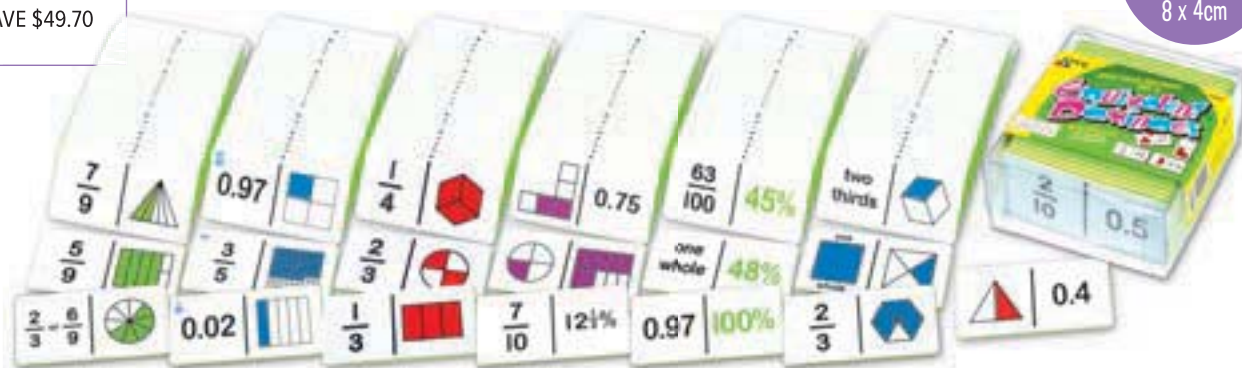 AVE $49.70
8 x 4cm
7/9
0.97
1/4
0.75
63/100 45%
two thirds
5/9
3/5
2/3
one whole 48%
2/3 = 6/9
0.02
1/3
7/10 12½%
0.97 100%
2/3
0.4
Equivalent Dominoes
2/10 0.5